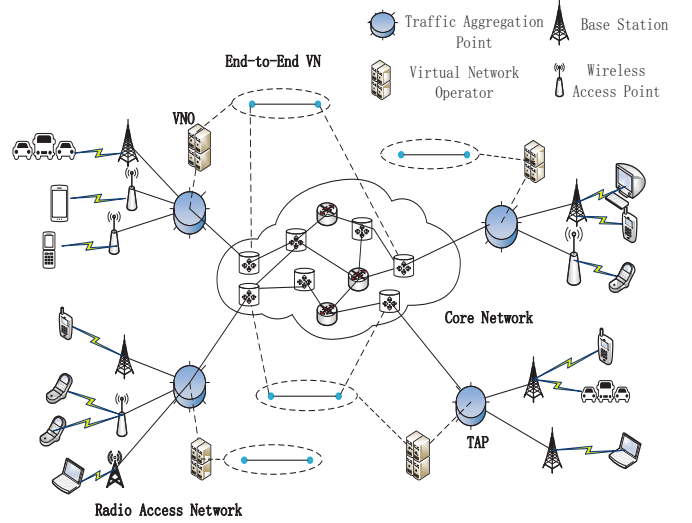 Traffic Aggregation
Point
Base Station
Virtual Network
Operator
Wireless
Access Point
End-to-End VN
VNO
Core Network
TAP
Radio Access Network